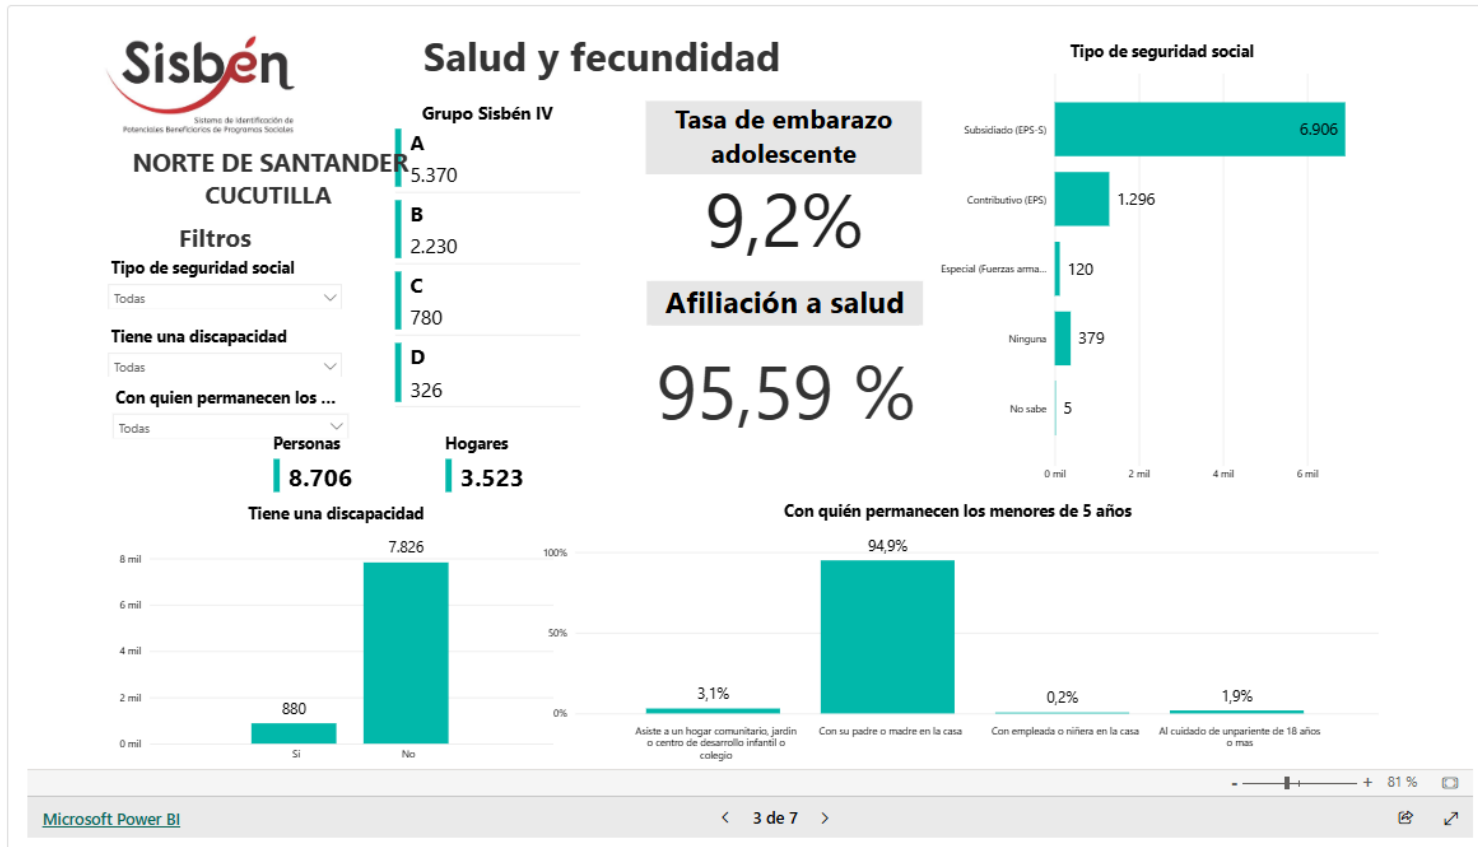 Sisbén
Sistema de Identificación de
Potenciales Beneficiarios de Programas Sociales
NORTE DE SANTANDER
CUCUTILLA
Filtros
Tipo de seguridad social
Todas
Tiene una discapacidad
Todas
Con quien permanecen los ...
Todas
Salud y fecundidad
Grupo Sisbén IV
A
5.370
B
2.230
C
780
D
326
Personas
8.706
Hogares
3.523
Tasa de embarazo
adolescente
9,2%
Afiliación a salud
95,59 %
Tipo de seguridad social
Subsidiado (EPS-S)
6.906
Contributivo (EPS)
1.296
Especial (Fuerzas arma...
120
Ninguna
379
No sabe
5
0 mil
2 mil
4 mil
6 mil
Tiene una discapacidad
8 mil
6 mil
4 mil
2 mil
0 mil
880
7.826
Si
No
Con quién permanecen los menores de 5 años
100%
50%
0%
3,1%
94,9%
0,2%
1,9%
Asiste a un hogar comunitario, jardín
o centro de desarrollo infantil o
colegio
Con su padre o madre en la casa
Con empleada o niñera en la casa
Al cuidado de unpariente de 18 años
o mas
- + 81 %
Microsoft Power BI
< 3 de 7 >